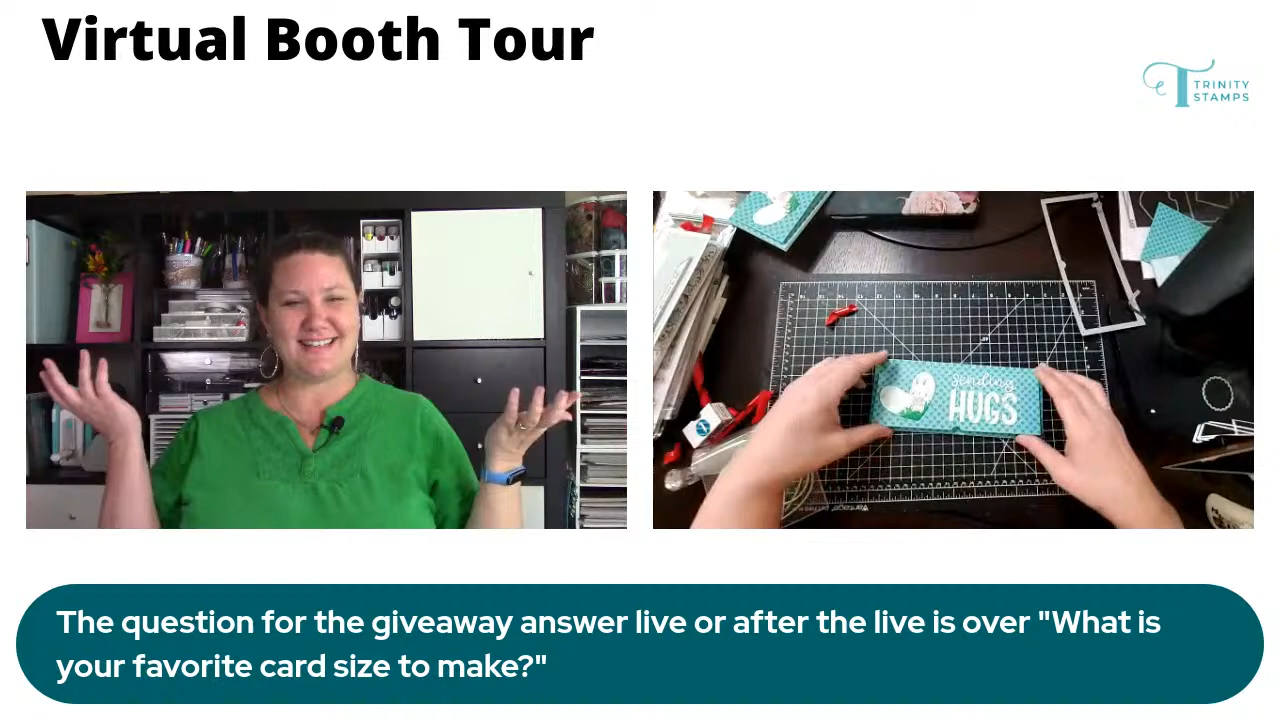 Virtual Booth Tour
TRINITY
STAMPS
sending
HUGS
The question for the giveaway answer live or after the live is over "What is
your favorite card size to make?"